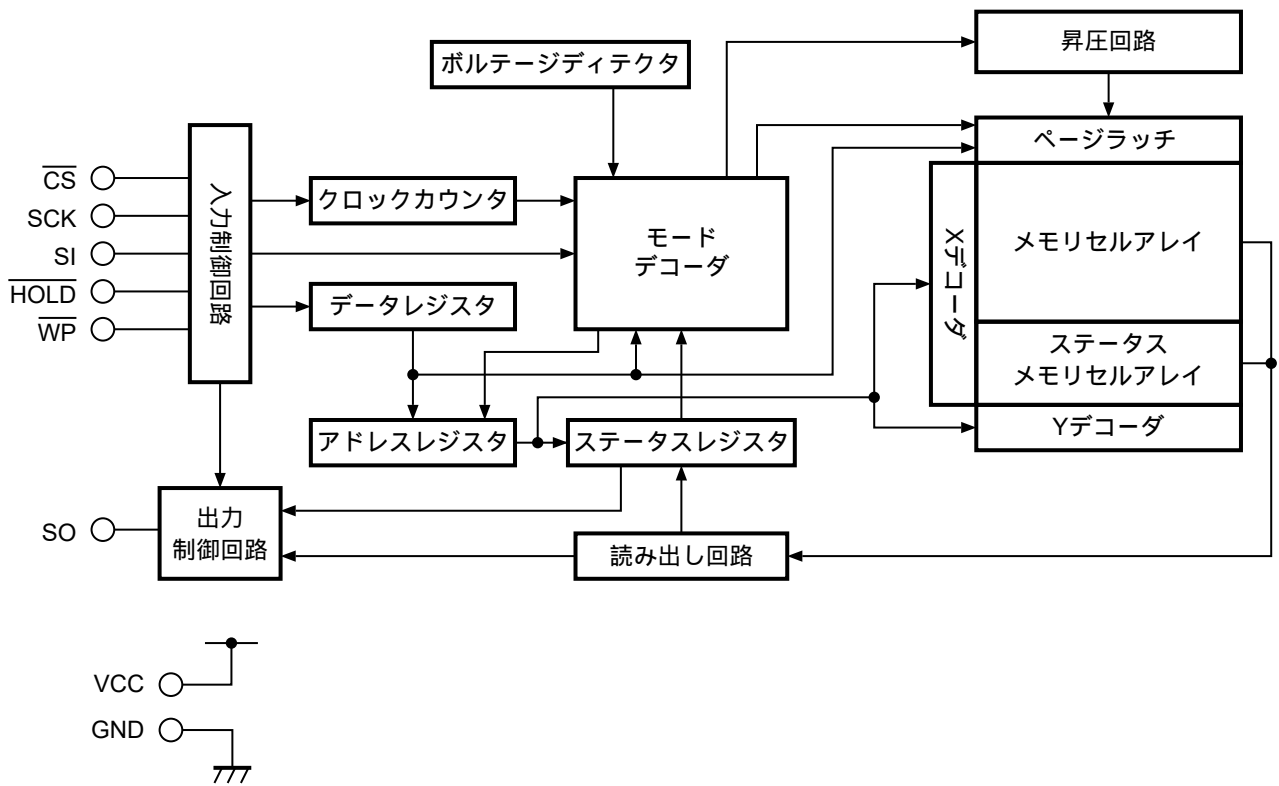 昇圧回路
ボルテージディテクタ
ページラッチ
CS
SCK
SI
HOLD
WP
入力制御回路
クロックカウンタ
データレジスタ
モード
デコーダ
Xデコーダ
メモリセルアレイ
ステータス
メモリセルアレイ
Yデコーダ
アドレスレジスタ
ステータスレジスタ
SO
出力
制御回路
読み出し回路
VCC
GND